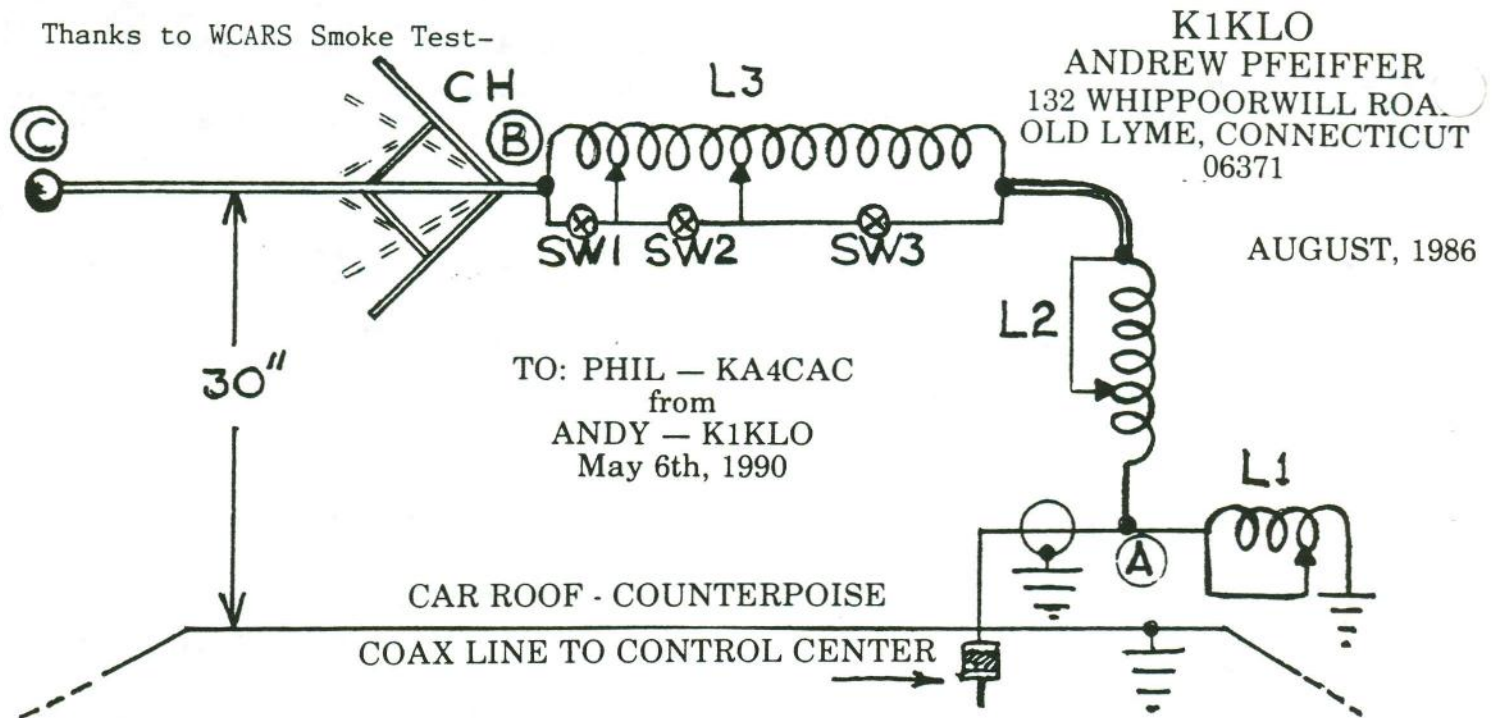 Thanks to WCARS Smoke Test-
K1KLO
ANDREW PFEIFFER
132 WHIPPOORWILL
OLD LYME, CONNECTICUT
06371
AUGUST, 1986
C
CH
B
L3
SW1 SW2 SW3
L2
30"
TO: PHIL — KA4CAC
from
ANDY — K1KLO
May 6th, 1990
L1
A
CAR ROOF - COUNTERPOISE
COAX LINE TO CONTROL CENTER